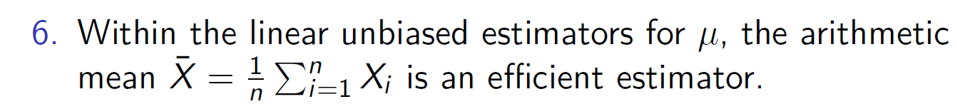 6. Within the linear unbiased estimators for μ, the arithmetic
mean X̄ = 1/n ∑ⁿᵢ₌₁ Xᵢ is an efficient estimator.